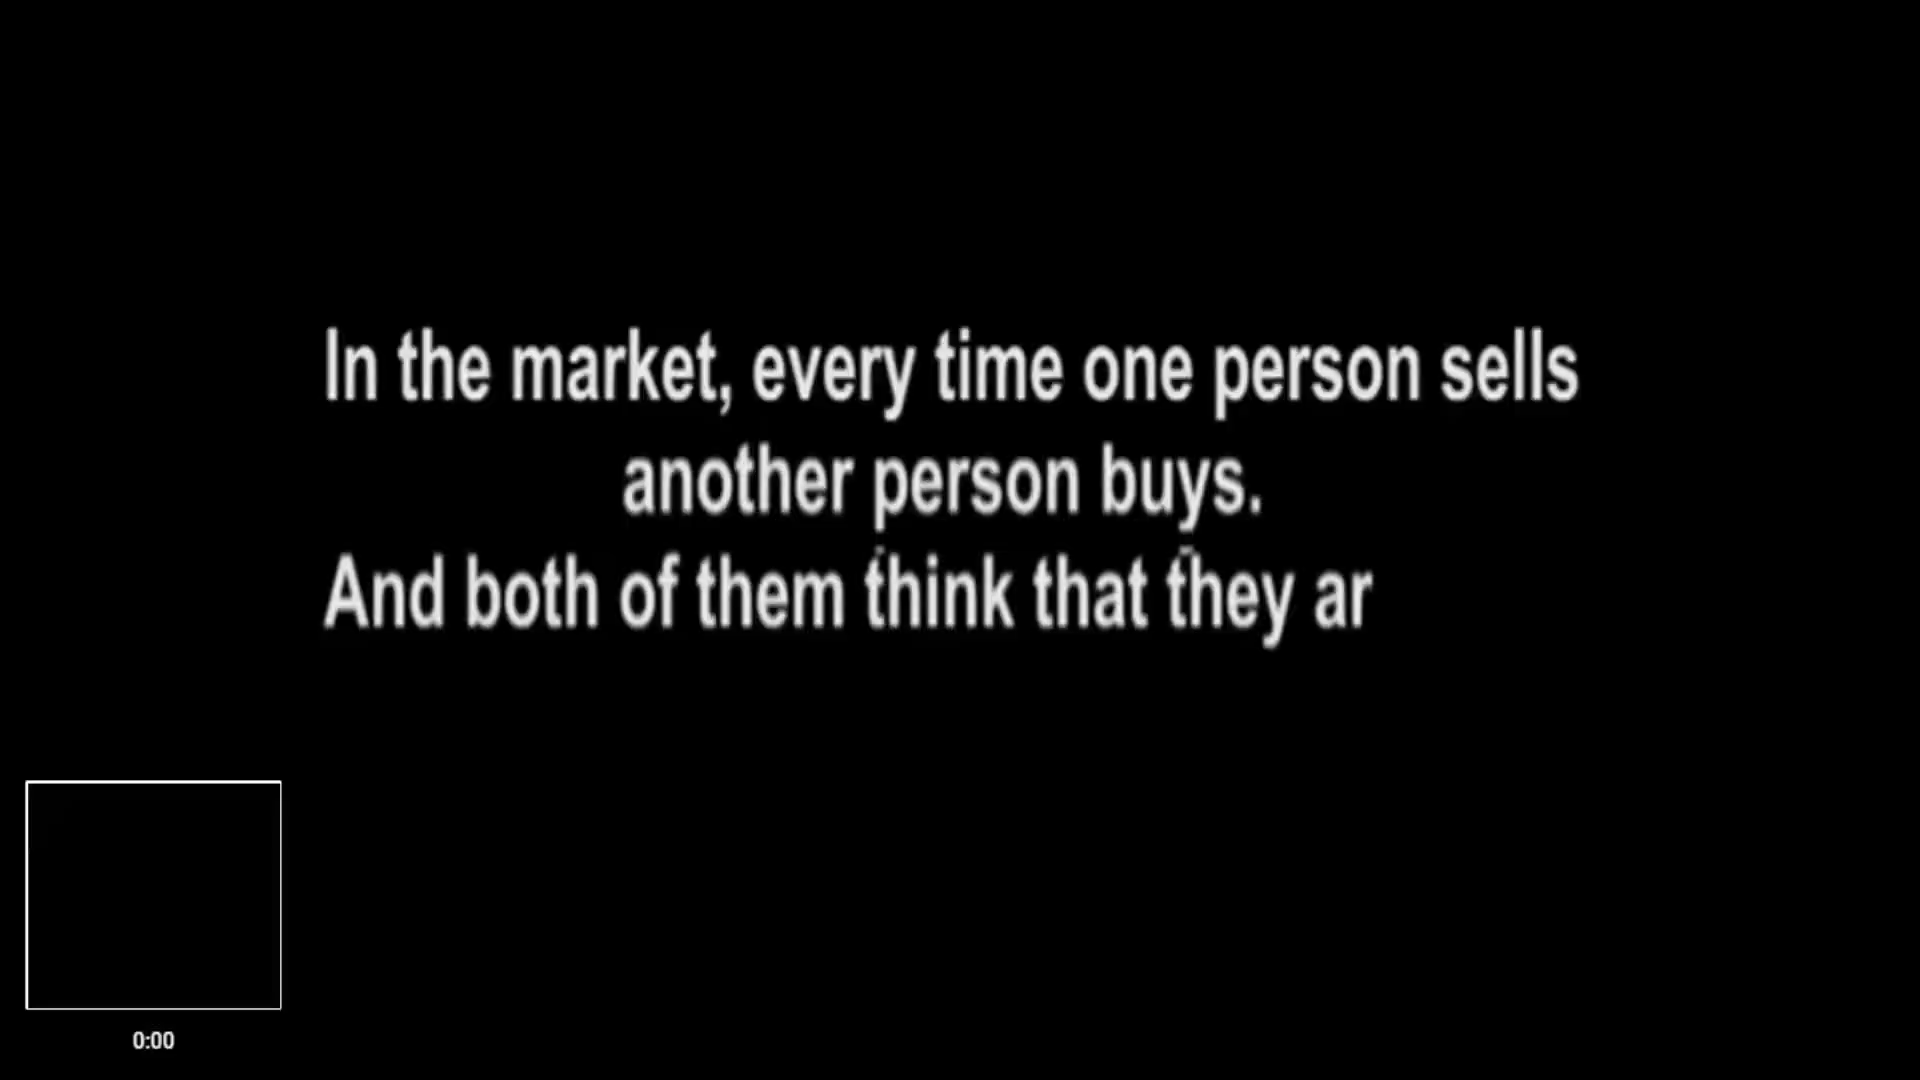 In the market, every time one person sells
another person buys.
And both of them think that they ar
0:00